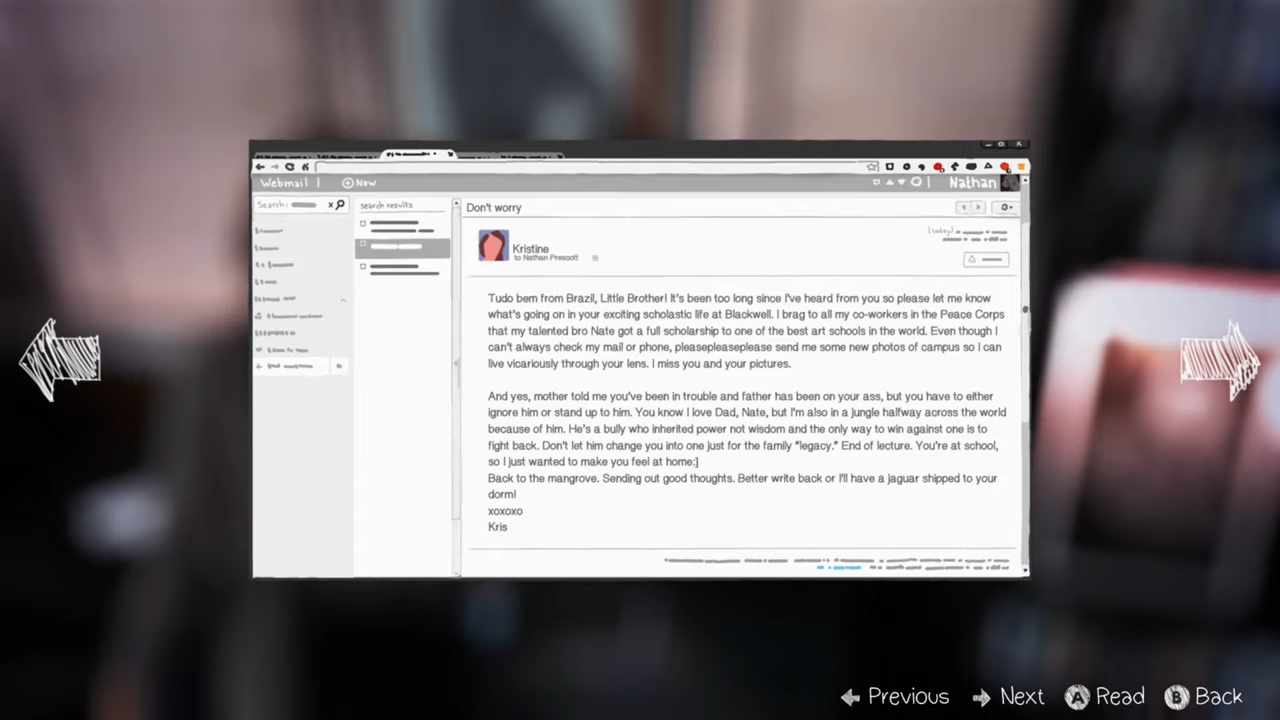 Webmail
New
Nathan
Search:
search results
Don't worry
[today]
Kristine
to Nathan Prescott
Tudo bem from Brazil, Little Brother! It's been too long since I've heard from you so please let me know
what's going on in your exciting scholastic life at Blackwell. I brag to all my co-workers in the Peace Corps
that my talented bro Nate got a full scholarship to one of the best art schools in the world. Even though I
can't always check my mail or phone, pleasepleaseplease send me some new photos of campus so I can
live vicariously through your lens. I miss you and your pictures.
And yes, mother told me you've been in trouble and father has been on your ass, but you have to either
ignore him or stand up to him. You know I love Dad, Nate, but I'm also in a jungle halfway across the world
because of him. He's a bully who inherited power not wisdom and the only way to win against one is to
fight back. Don't let him change you into one just for the family "legacy." End of lecture. You're at school,
so I just wanted to make you feel at home:]
Back to the mangrove. Sending out good thoughts. Better write back or I'll have a jaguar shipped to your
dorm!
xoxoxo
Kris
Previous
Next
A Read
B Back